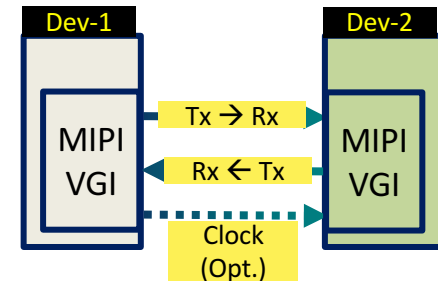 Dev-1
Dev-2
MIPI
VGI
Tx → Rx
Rx ← Tx
Clock
(Opt.)
MIPI
VGI